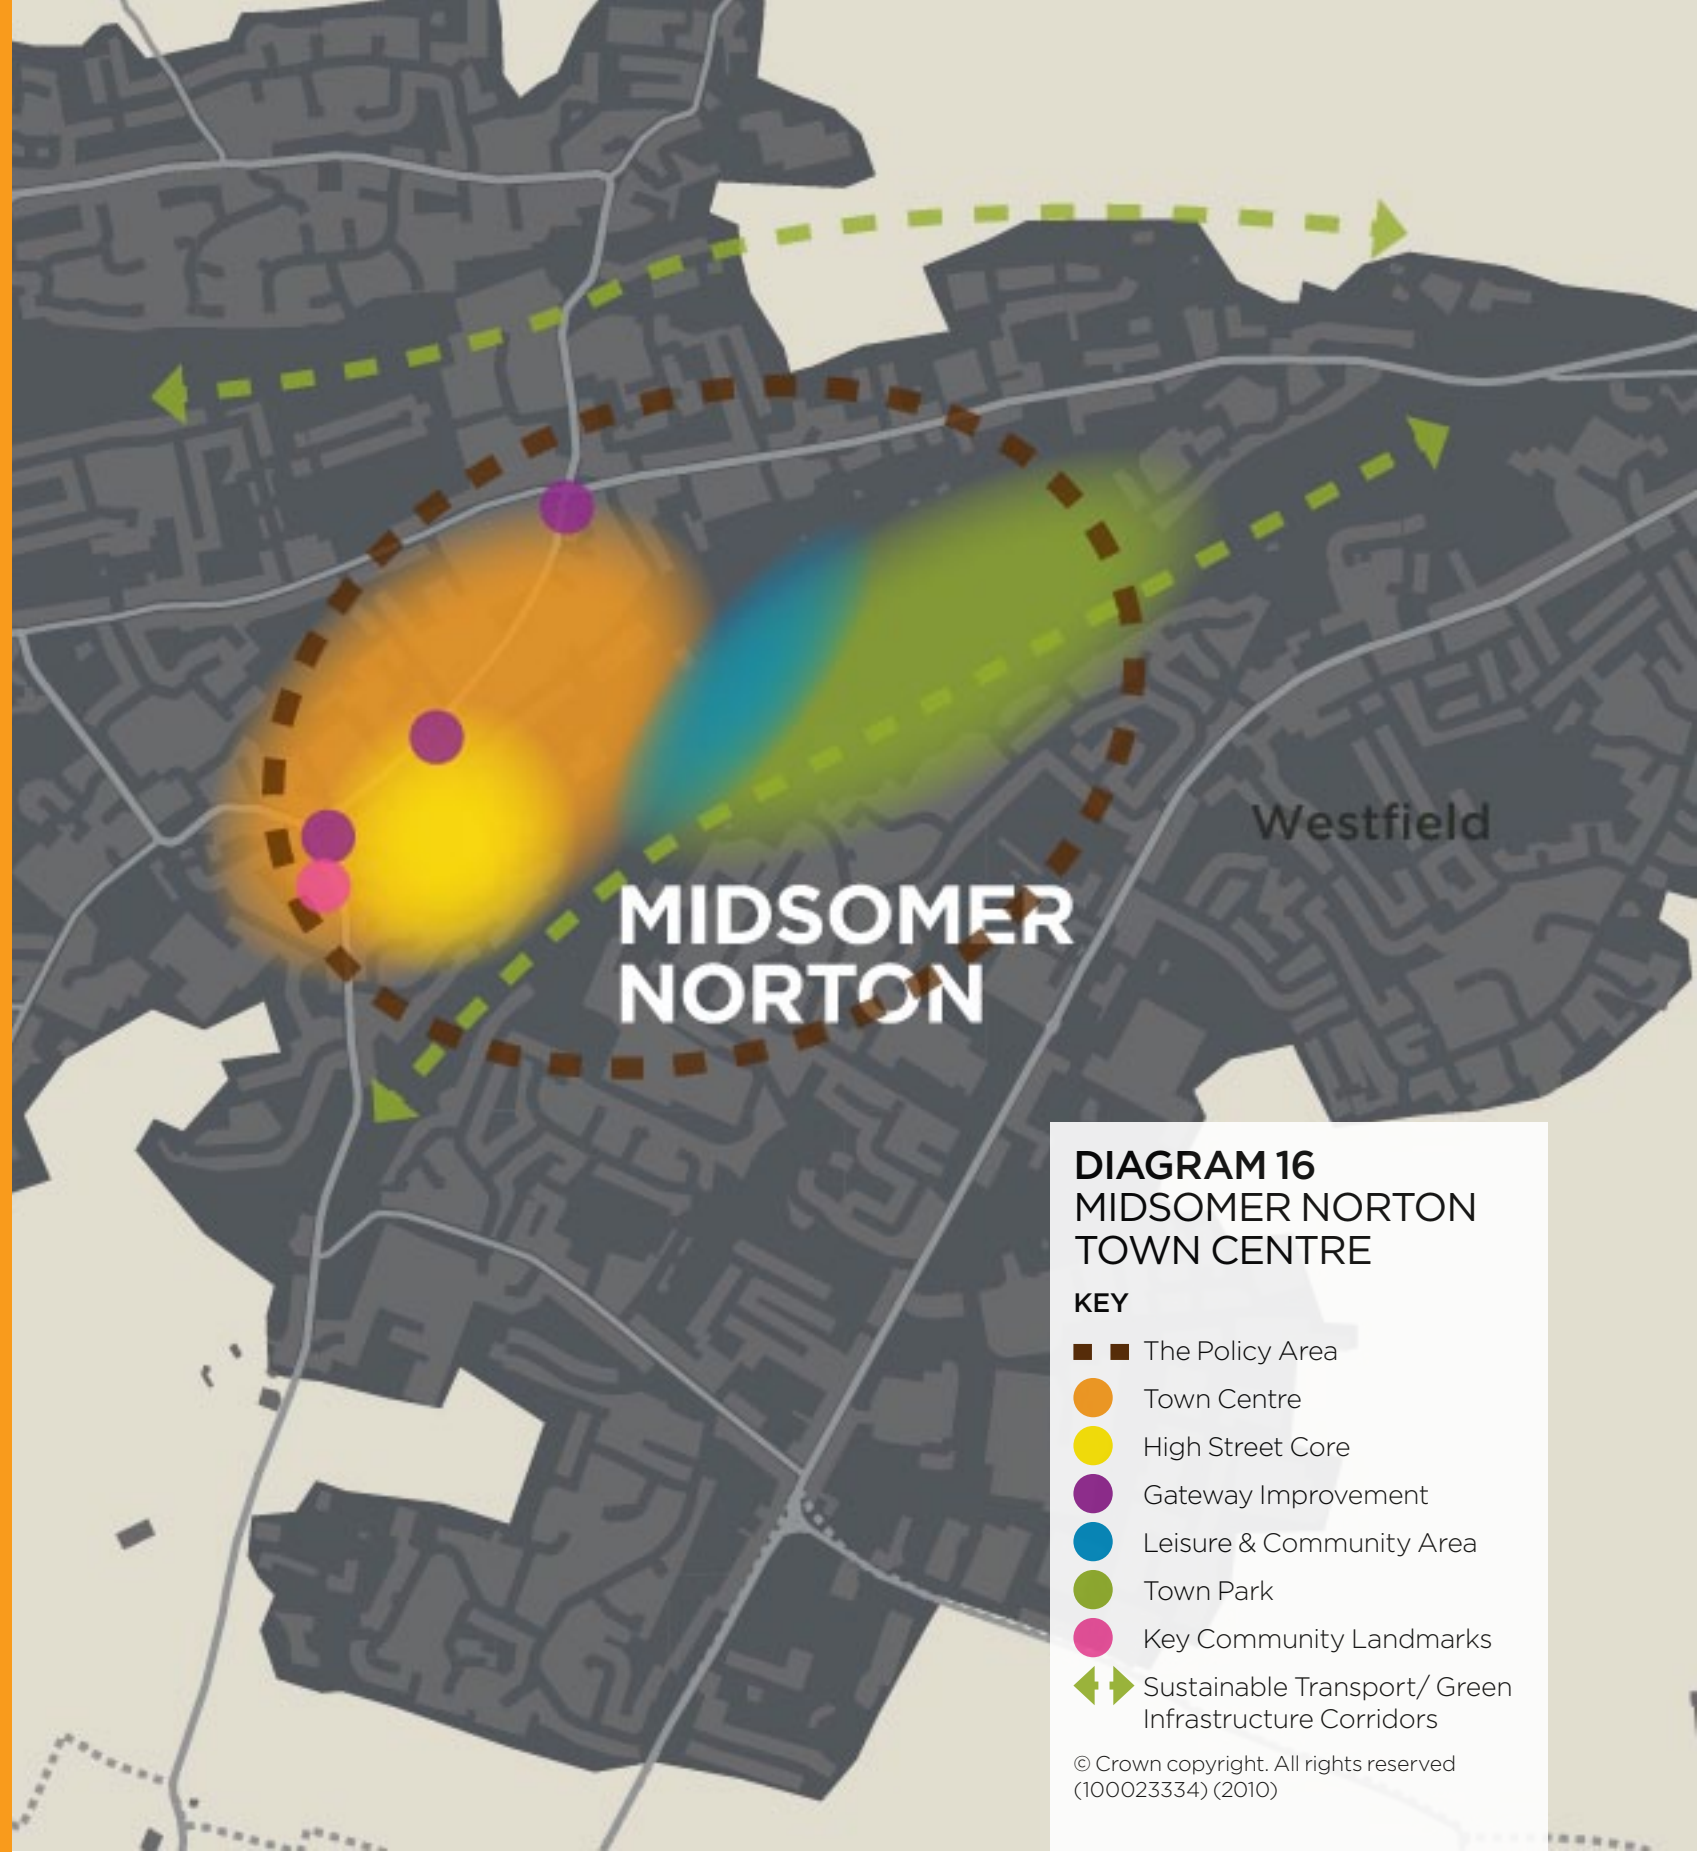 Westfield
MIDSOMER
NORTON
DIAGRAM 16
MIDSOMER NORTON
TOWN CENTRE
KEY
The Policy Area
Town Centre
High Street Core
Gateway Improvement
Leisure & Community Area
Town Park
Key Community Landmarks
Sustainable Transport/ Green
Infrastructure Corridors
© Crown copyright. All rights reserved
(100023334) (2010)